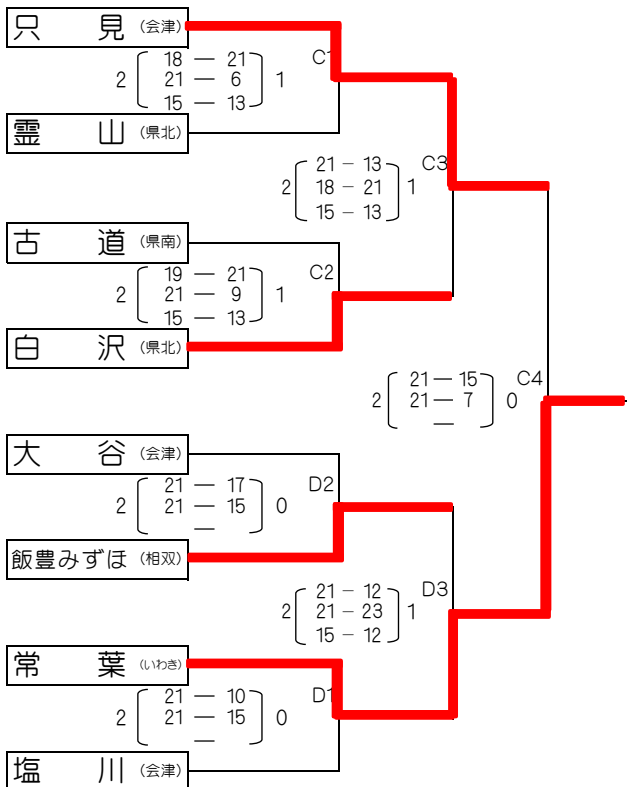 只 見 (会津)
C1
2 18 — 21 1
21 — 6
15 — 13
霊 山 (県北)
C3
2 21 − 13 1
18 − 21
15 − 13
古 道 (県南)
C2
2 19 — 21 1
21 — 9
15 — 13
白 沢 (県北)
C4
2 21 — 15 0
21 — 7
—
大 谷 (会津)
D2
2 21 — 17 0
21 — 15
—
飯豊みずほ (相双)
D3
2 21 − 12 1
21 − 23
15 − 12
常 葉 (いわき)
D1
2 21 — 10 0
21 — 15
—
塩 川 (会津)